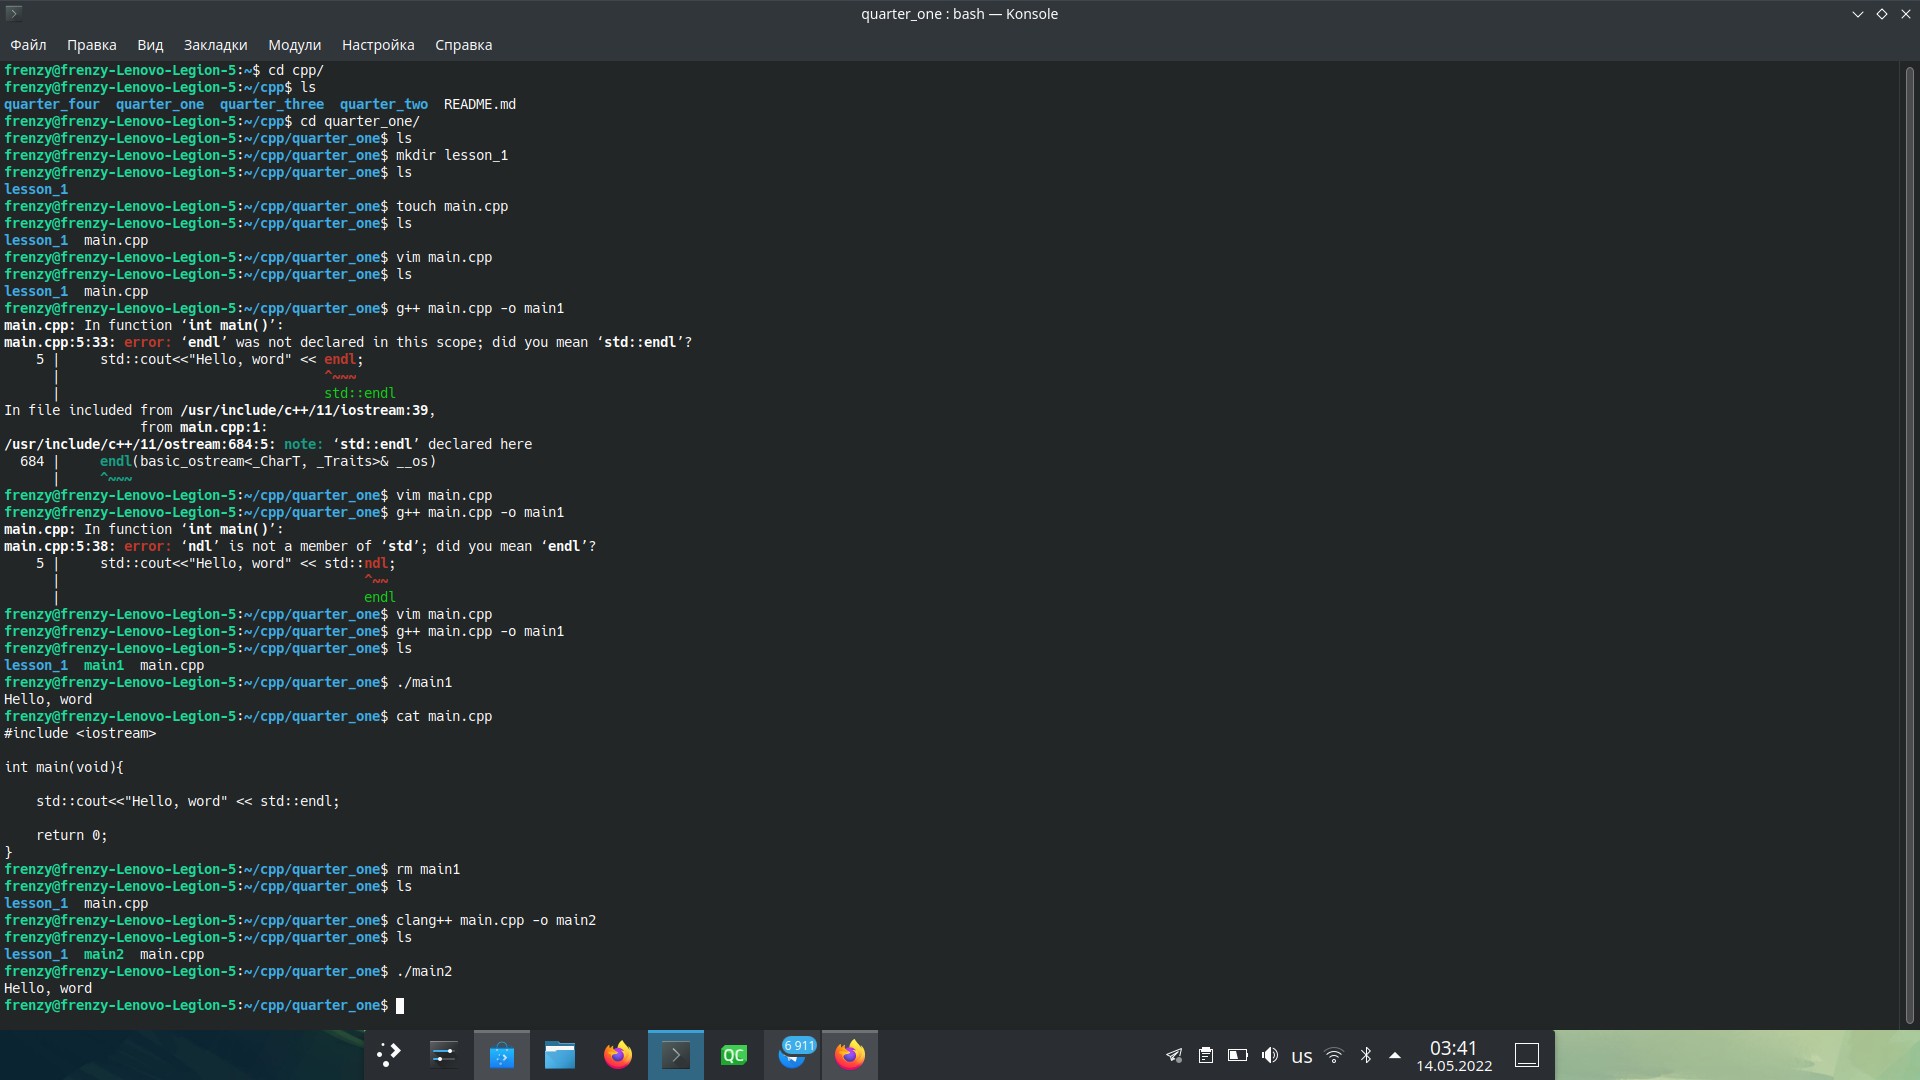 quarter_one : bash — Konsole
Файл Правка Вид Закладки Модули Настройка Справка
frenzy@frenzy-Lenovo-Legion-5:~$ cd cpp/
frenzy@frenzy-Lenovo-Legion-5:~/cpp$ ls
quarter_four  quarter_one  quarter_three  quarter_two  README.md
frenzy@frenzy-Lenovo-Legion-5:~/cpp$ cd quarter_one/
frenzy@frenzy-Lenovo-Legion-5:~/cpp/quarter_one$ ls
frenzy@frenzy-Lenovo-Legion-5:~/cpp/quarter_one$ mkdir lesson_1
frenzy@frenzy-Lenovo-Legion-5:~/cpp/quarter_one$ ls
lesson_1
frenzy@frenzy-Lenovo-Legion-5:~/cpp/quarter_one$ touch main.cpp
frenzy@frenzy-Lenovo-Legion-5:~/cpp/quarter_one$ ls
lesson_1  main.cpp
frenzy@frenzy-Lenovo-Legion-5:~/cpp/quarter_one$ vim main.cpp
frenzy@frenzy-Lenovo-Legion-5:~/cpp/quarter_one$ ls
lesson_1  main.cpp
frenzy@frenzy-Lenovo-Legion-5:~/cpp/quarter_one$ g++ main.cpp -o main1
main.cpp: In function ‘int main()’:
main.cpp:5:33: error: ‘endl’ was not declared in this scope; did you mean ‘std::endl’?
    5 |     std::cout<<"Hello, word" << endl;
      |                                 ^~~~
      |                                 std::endl
In file included from /usr/include/c++/11/iostream:39,
                 from main.cpp:1:
/usr/include/c++/11/ostream:684:5: note: ‘std::endl’ declared here
  684 |     endl(basic_ostream<_CharT, _Traits>& __os)
      |     ^~~~
frenzy@frenzy-Lenovo-Legion-5:~/cpp/quarter_one$ vim main.cpp
frenzy@frenzy-Lenovo-Legion-5:~/cpp/quarter_one$ g++ main.cpp -o main1
main.cpp: In function ‘int main()’:
main.cpp:5:38: error: ‘ndl’ is not a member of ‘std’; did you mean ‘endl’?
    5 |     std::cout<<"Hello, word" << std::ndl;
      |                                      ^~~
      |                                      endl
frenzy@frenzy-Lenovo-Legion-5:~/cpp/quarter_one$ vim main.cpp
frenzy@frenzy-Lenovo-Legion-5:~/cpp/quarter_one$ g++ main.cpp -o main1
frenzy@frenzy-Lenovo-Legion-5:~/cpp/quarter_one$ ls
lesson_1  main1  main.cpp
frenzy@frenzy-Lenovo-Legion-5:~/cpp/quarter_one$ ./main1
Hello, word
frenzy@frenzy-Lenovo-Legion-5:~/cpp/quarter_one$ cat main.cpp
#include <iostream>

int main(void){

    std::cout<<"Hello, word" << std::endl;

    return 0;
}
frenzy@frenzy-Lenovo-Legion-5:~/cpp/quarter_one$ rm main1
frenzy@frenzy-Lenovo-Legion-5:~/cpp/quarter_one$ ls
lesson_1  main.cpp
frenzy@frenzy-Lenovo-Legion-5:~/cpp/quarter_one$ clang++ main.cpp -o main2
frenzy@frenzy-Lenovo-Legion-5:~/cpp/quarter_one$ ls
lesson_1  main2  main.cpp
frenzy@frenzy-Lenovo-Legion-5:~/cpp/quarter_one$ ./main2
Hello, word
frenzy@frenzy-Lenovo-Legion-5:~/cpp/quarter_one$
QC 6 911 us 03:41
14.05.2022